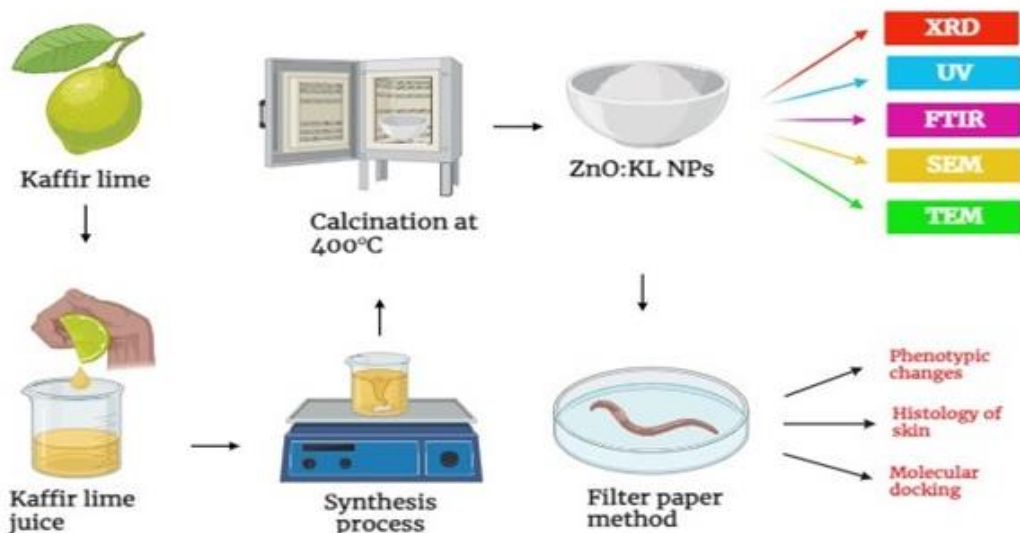 Kaffir lime
Kaffir lime
juice
Synthesis
process
Calcination at
400°C
ZnO:KL NPs
XRD
UV
FTIR
SEM
TEM
Filter paper
method
Phenotypic
changes
Histology of
skin
Molecular
docking